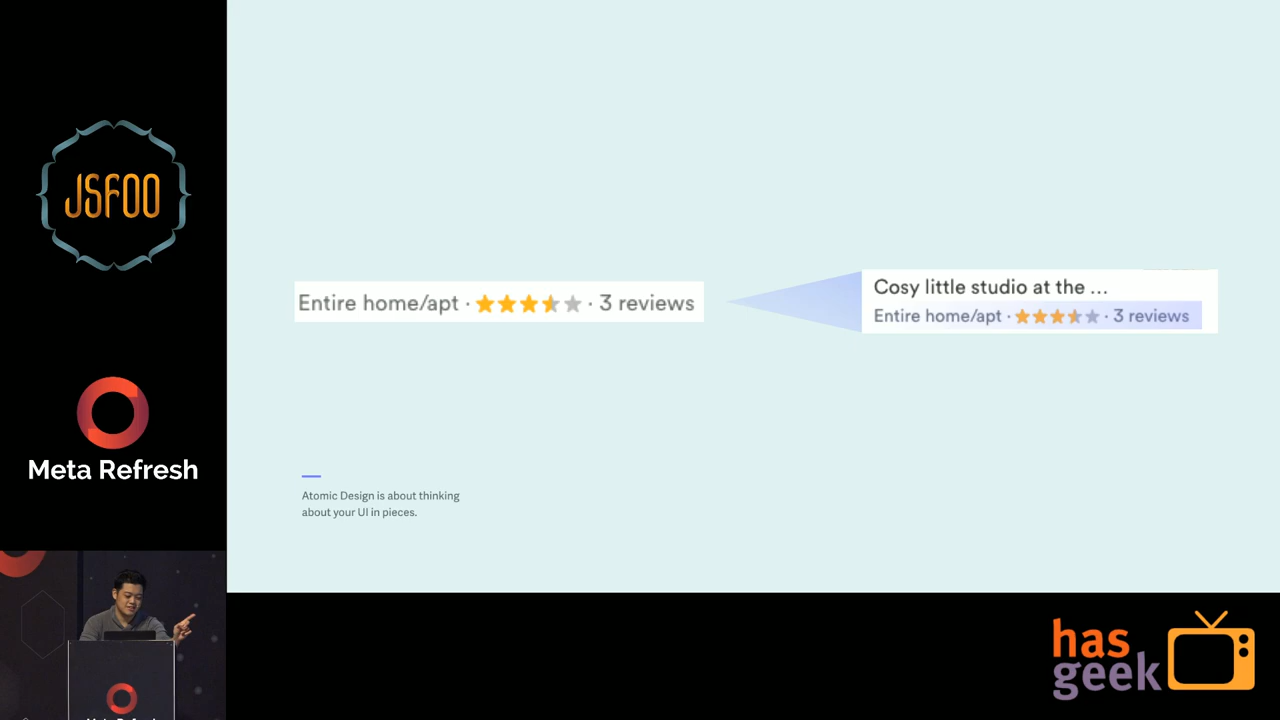 JSFOO
Meta Refresh
Entire home/apt · 3 reviews
Cosy little studio at the …
Entire home/apt · 3 reviews
Atomic Design is about thinking
about your UI in pieces.
has
geek